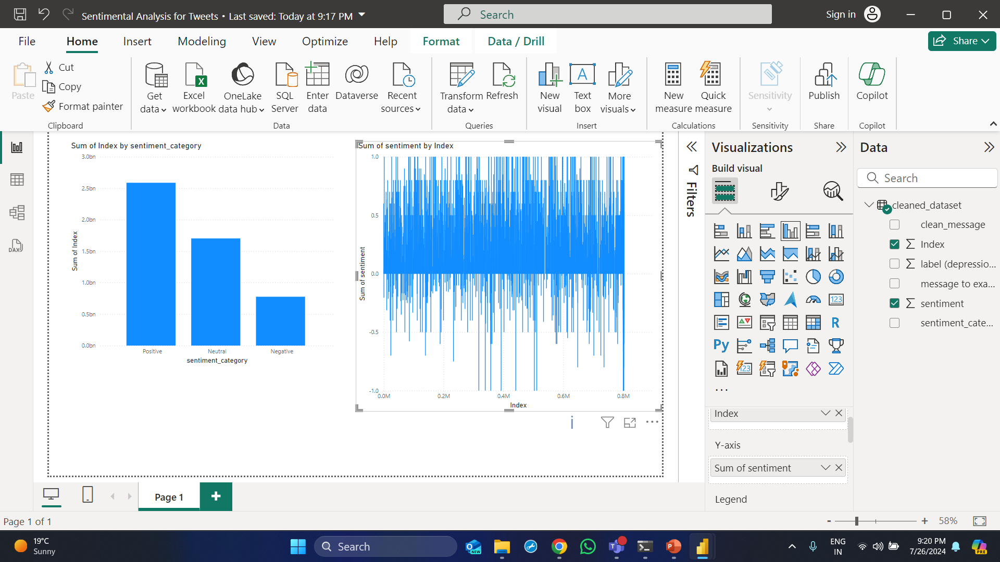 Sentimental Analysis for Tweets • Last saved: Today at 9:17 PM
Search
Sign in
File
Home
Insert
Modeling
View
Optimize
Help
Format
Data / Drill
Share
Paste
Cut
Copy
Format painter
Clipboard
Get data
Excel workbook
OneLake data hub
SQL Server
Enter data
Dataverse
Recent sources
Data
Transform data
Refresh
Queries
New visual
Text box
More visuals
Insert
New measure
Quick measure
Calculations
Sensitivity
Sensitivity
Publish
Share
Copilot
Copilot
DAX
Sum of Index by sentiment_category
3.0bn
2.5bn
2.0bn
1.5bn
1.0bn
0.5bn
0.0bn
Sum of Index
Positive
Neutral
Negative
sentiment_category
Sum of sentiment by Index
1.0
0.5
0.0
-0.5
-1.0
Sum of sentiment
0.0M
0.2M
0.4M
0.6M
0.8M
Index
Filters
Visualizations
Build visual
123
R
Py
123
Index
Y-axis
Sum of sentiment
Legend
Data
Search
cleaned_dataset
clean_message
Index
label (depressio...
message to exa...
sentiment
sentiment_cate...
Page 1
Page 1 of 1
- + 58%
19°C
Sunny
Search
NEW
ENG
IN
9:20 PM
7/26/2024
PRE